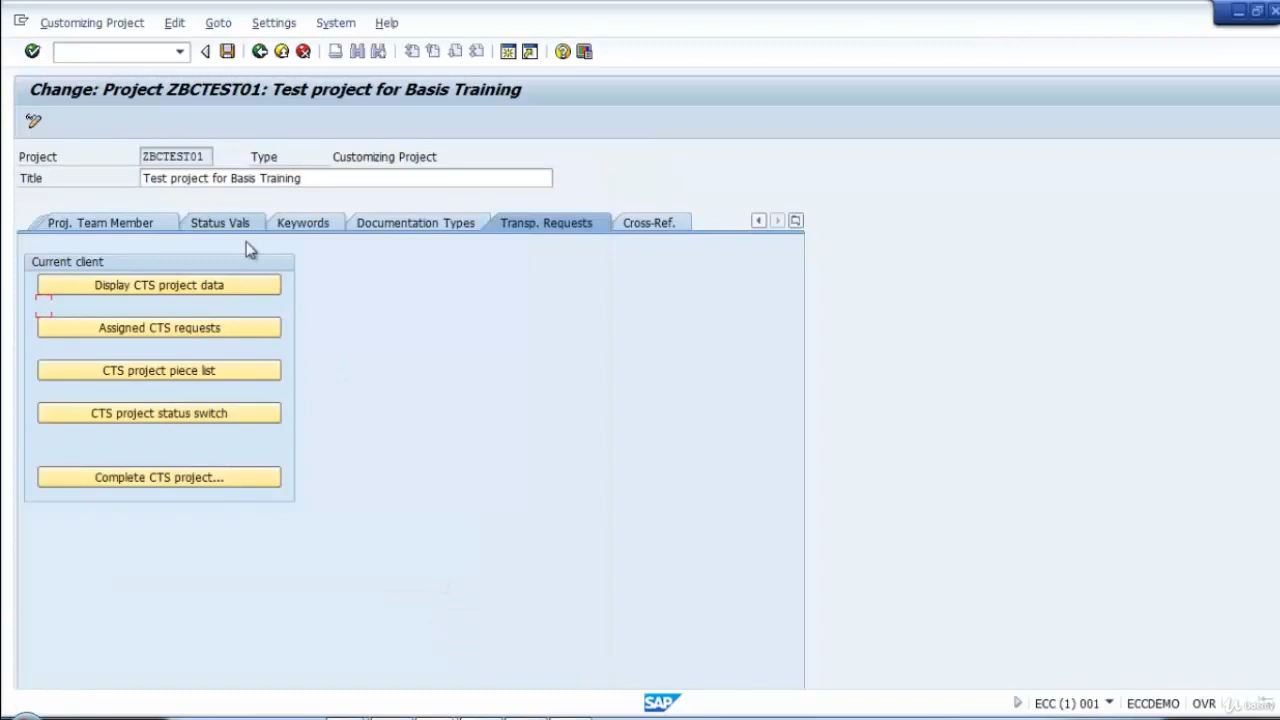 Customizing Project Edit Goto Settings System Help
Change: Project ZBCTEST01: Test project for Basis Training
Project ZBCTEST01 Type Customizing Project
Title Test project for Basis Training
Proj. Team Member Status Vals Keywords Documentation Types Transp. Requests Cross-Ref.
Current client
Display CTS project data
Assigned CTS requests
CTS project piece list
CTS project status switch
Complete CTS project...
SAP ECC (1) 001 ECCDEMO OVR